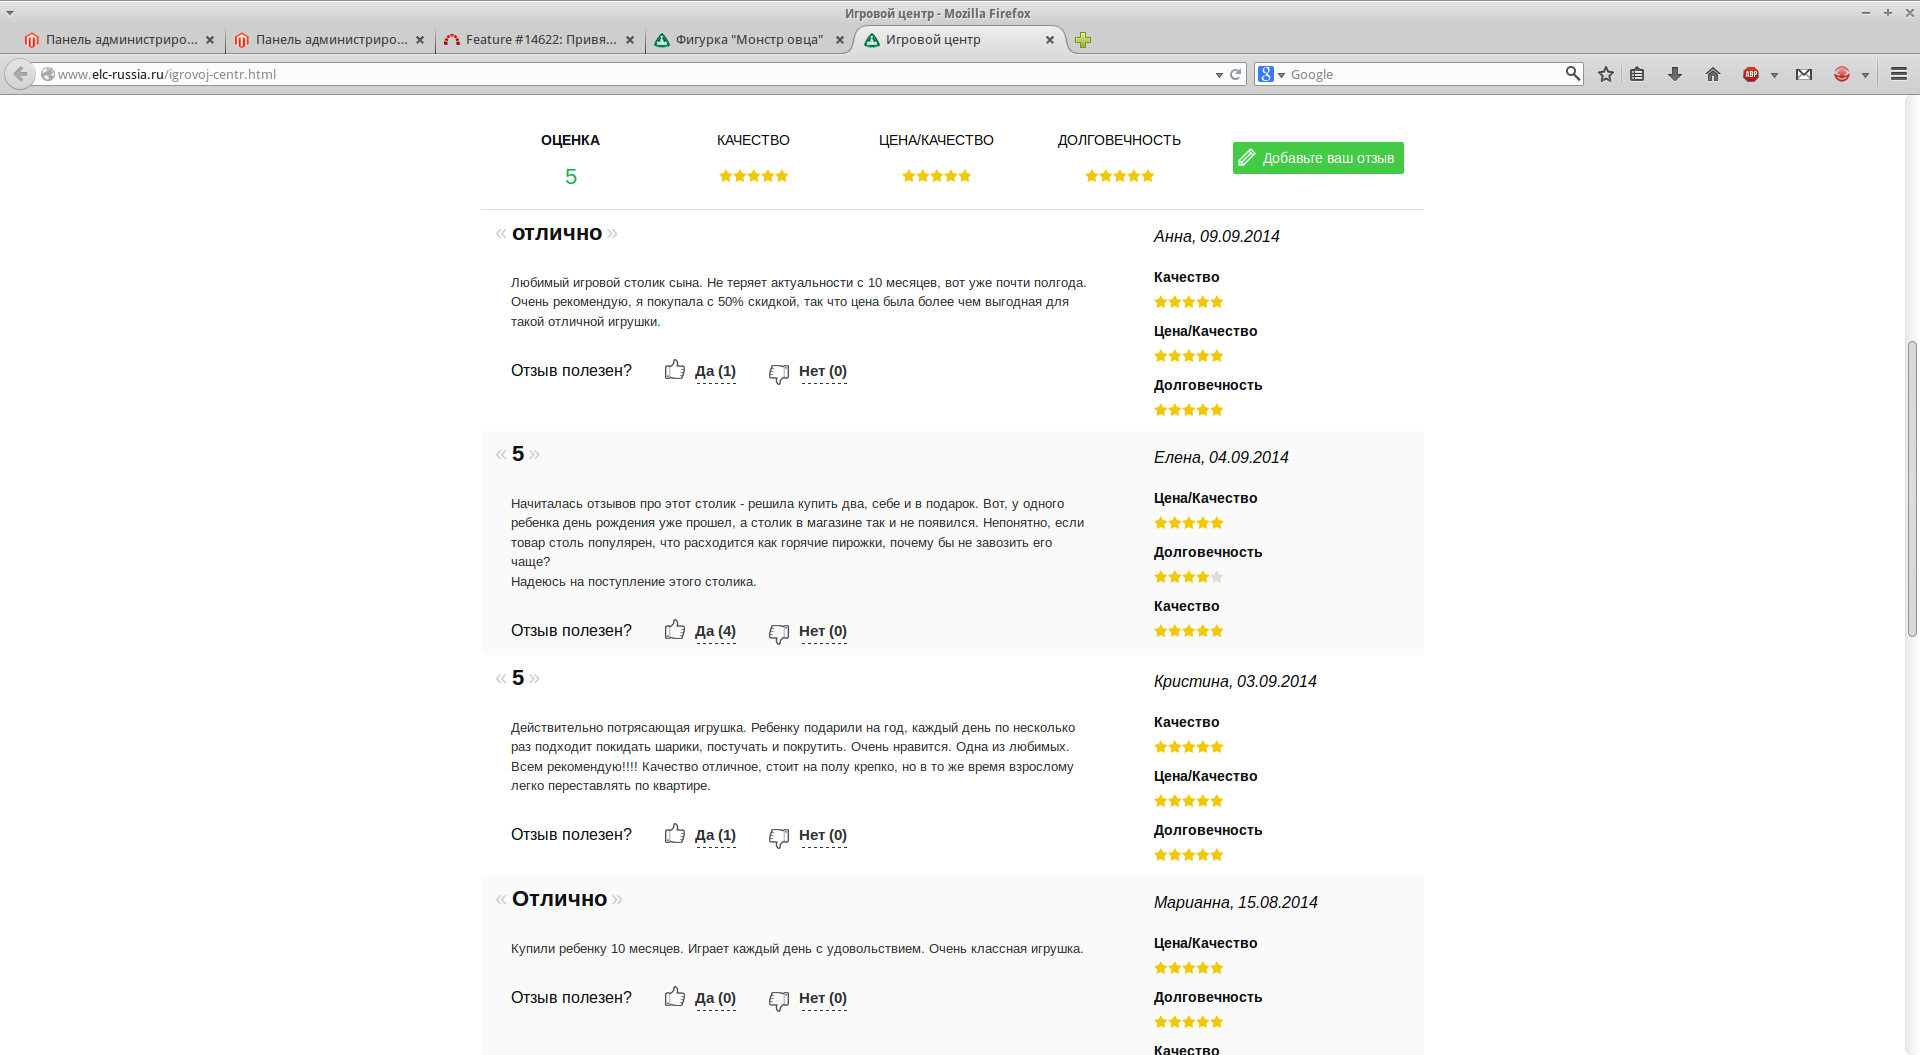 Игровой центр - Mozilla Firefox
Панель администриро...
Панель администриро...
Feature #14622: Привя...
Фигурка "Монстр овца"
Игровой центр
www.elc-russia.ru/igrovoj-centr.html
8
Google
ABP
ОЦЕНКА
КАЧЕСТВО
ЦЕНА/КАЧЕСТВО
ДОЛГОВЕЧНОСТЬ
5
Добавьте ваш отзыв
« отлично »
Анна, 09.09.2014
Любимый игровой столик сына. Не теряет актуальности с 10 месяцев, вот уже почти полгода.
Очень рекомендую, я покупала с 50% скидкой, так что цена была более чем выгодная для
такой отличной игрушки.
Отзыв полезен? Да (1) Нет (0)
Качество
Цена/Качество
Долговечность
« 5 »
Елена, 04.09.2014
Начиталась отзывов про этот столик - решила купить два, себе и в подарок. Вот, у одного
ребенка день рождения уже прошел, а столик в магазине так и не появился. Непонятно, если
товар столь популярен, что расходится как горячие пирожки, почему бы не завозить его
чаще?
Надеюсь на поступление этого столика.
Отзыв полезен? Да (4) Нет (0)
Цена/Качество
Долговечность
Качество
« 5 »
Кристина, 03.09.2014
Действительно потрясающая игрушка. Ребенку подарили на год, каждый день по несколько
раз подходит покидать шарики, постучать и покрутить. Очень нравится. Одна из любимых.
Всем рекомендую!!!! Качество отличное, стоит на полу крепко, но в то же время взрослому
легко переставлять по квартире.
Отзыв полезен? Да (1) Нет (0)
Качество
Цена/Качество
Долговечность
« Отлично »
Марианна, 15.08.2014
Купили ребенку 10 месяцев. Играет каждый день с удовольствием. Очень классная игрушка.
Отзыв полезен? Да (0) Нет (0)
Цена/Качество
Долговечность
Качество